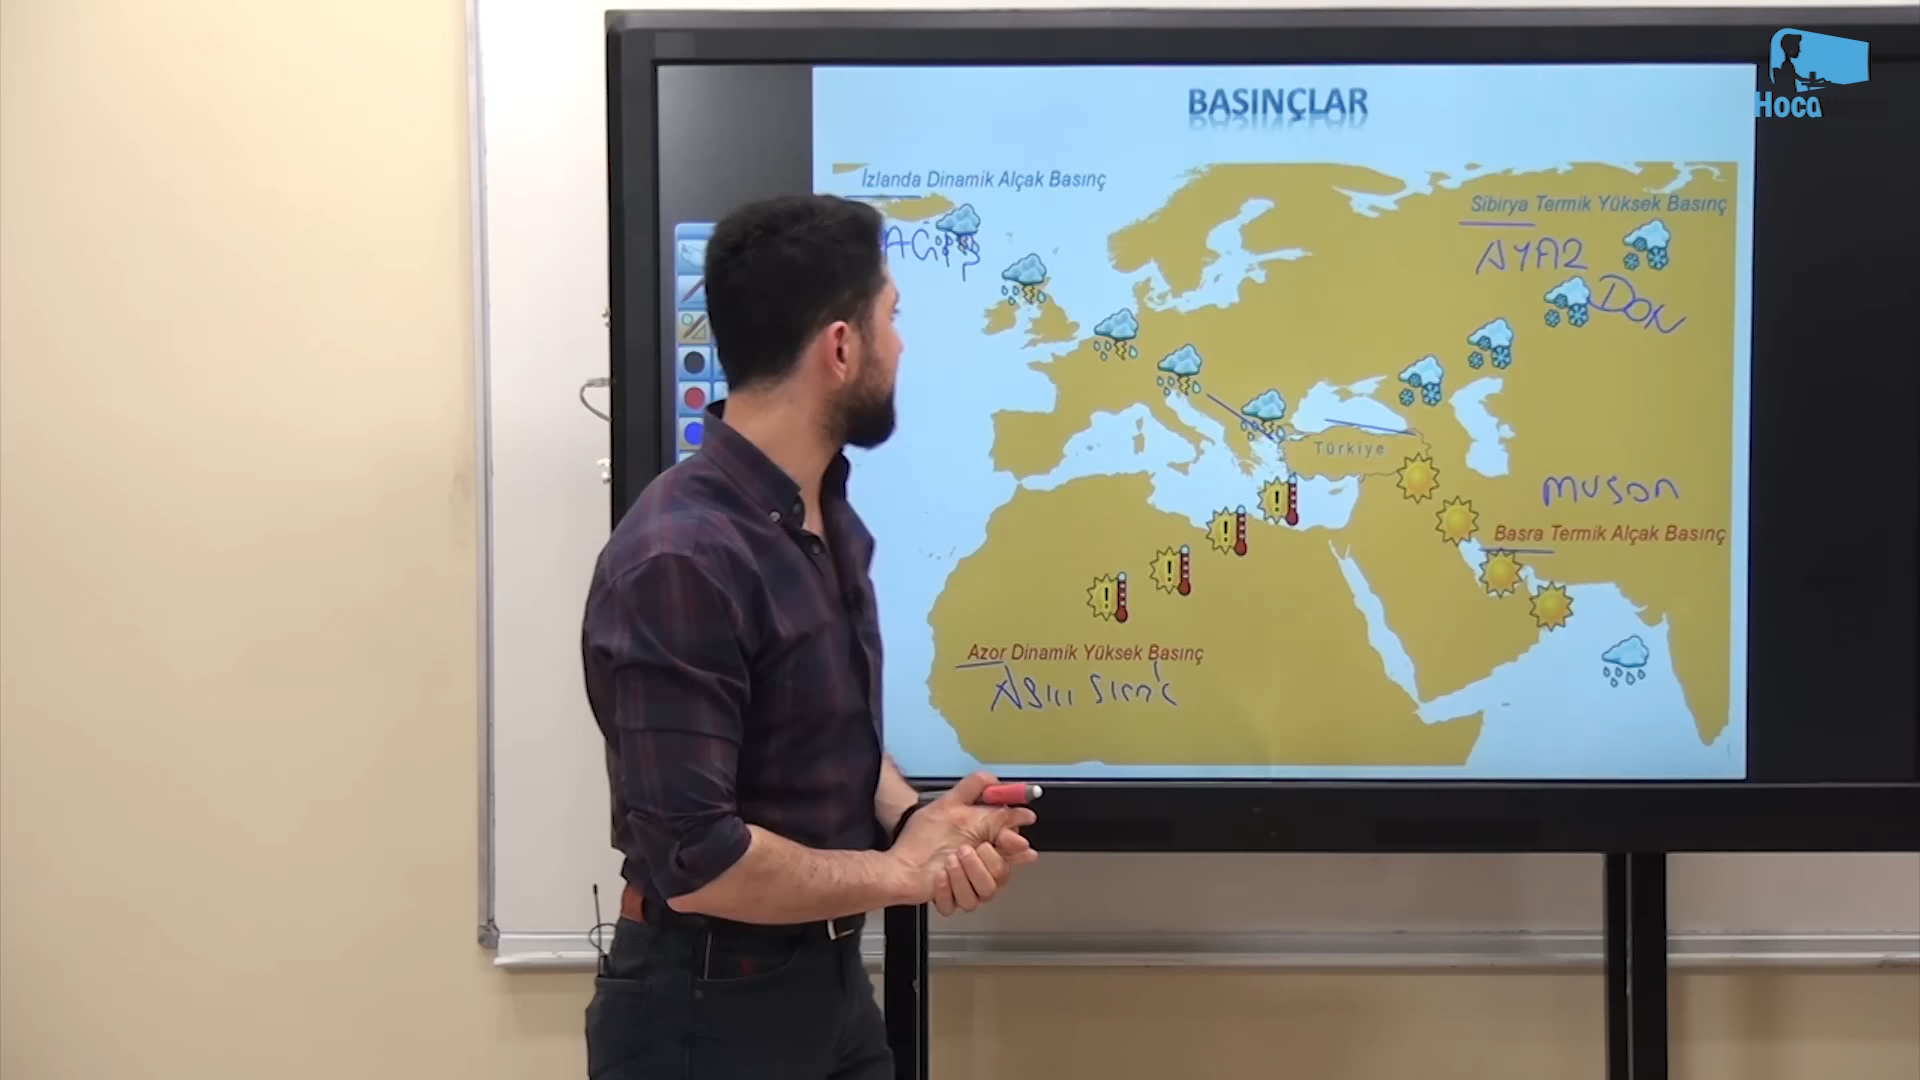 Hoca
BASINÇLAR
İzlanda Dinamik Alçak Basınç
Sibirya Termik Yüksek Basınç
AYAZ
DON
Türkiye
MUSON
Basra Termik Alçak Basınç
Azor Dinamik Yüksek Basınç